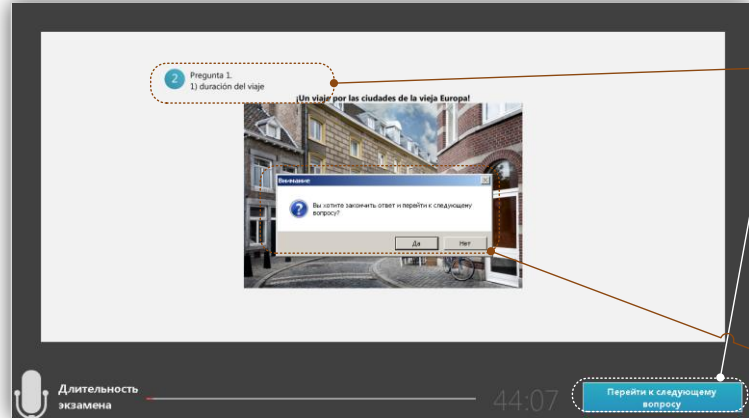 2
Pregunta 1.
1) duración del viaje
¡Un viaje por las ciudades de la vieja Europa!
Внимание
Вы хотите закончить ответ и перейти к следующему
вопросу?
Да
Нет
Длительность
экзамена
44:07
Перейти к следующему
вопросу